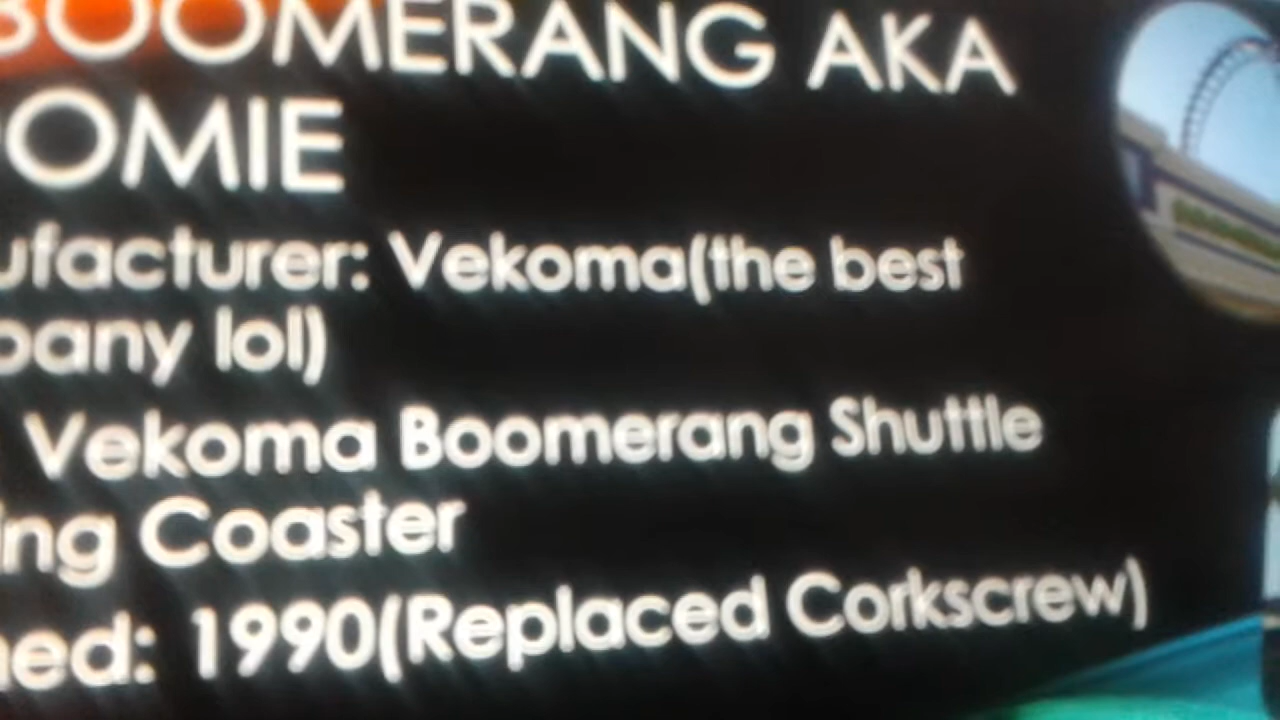 BOOMERANG AKA
OMIE
ufacturer: Vekoma(the best
pany lol)
Vekoma Boomerang Shuttle
ing Coaster
ned: 1990(Replaced Corkscrew)